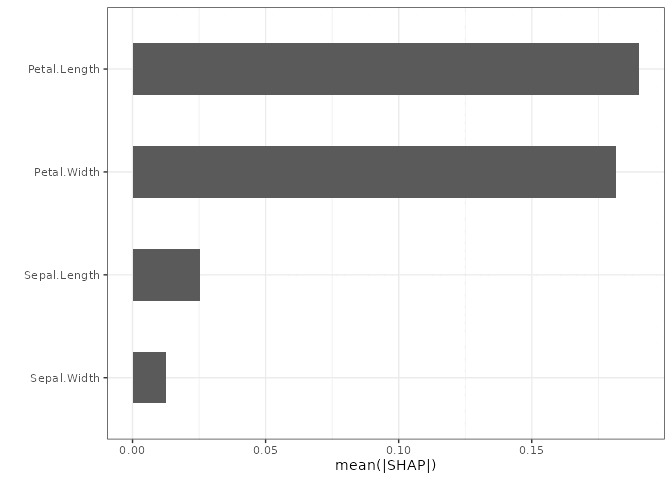 Petal.Length
Petal.Width
Sepal.Length
Sepal.Width
0.00 0.05 0.10 0.15
mean(|SHAP|)